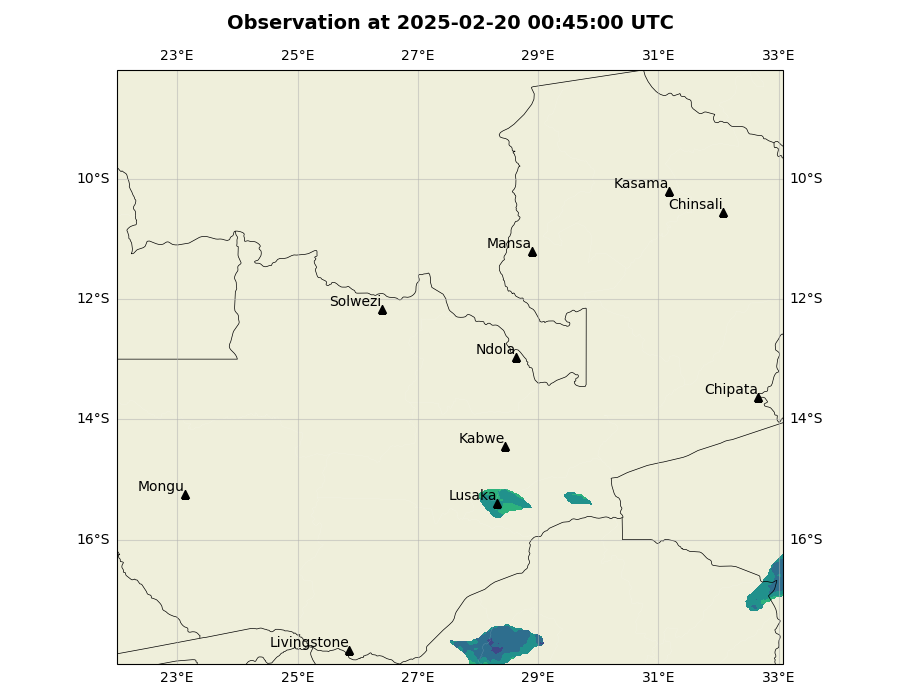 Observation at 2025-02-20 00:45:00 UTC
23°E 25°E 27°E 29°E 31°E 33°E
10°S 10°S
Kasama
Chinsali
Mansa
12°S 12°S
Solwezi
Ndola
Chipata
14°S 14°S
Kabwe
Mongu
Lusaka
16°S 16°S
Livingstone
23°E 25°E 27°E 29°E 31°E 33°E